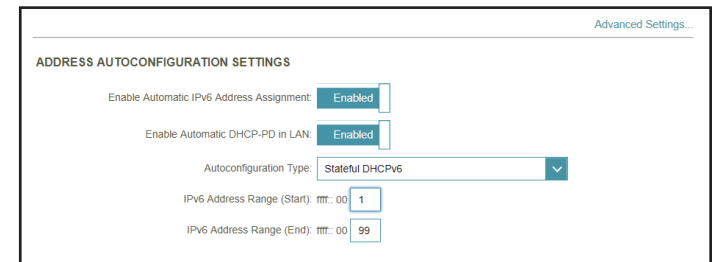 Advanced Settings...
ADDRESS AUTOCONFIGURATION SETTINGS
Enable Automatic IPv6 Address Assignment: Enabled
Enable Automatic DHCP-PD in LAN: Enabled
Autoconfiguration Type: Stateful DHCPv6
IPv6 Address Range (Start): ffff:: 00 1
IPv6 Address Range (End): ffff:: 00 99